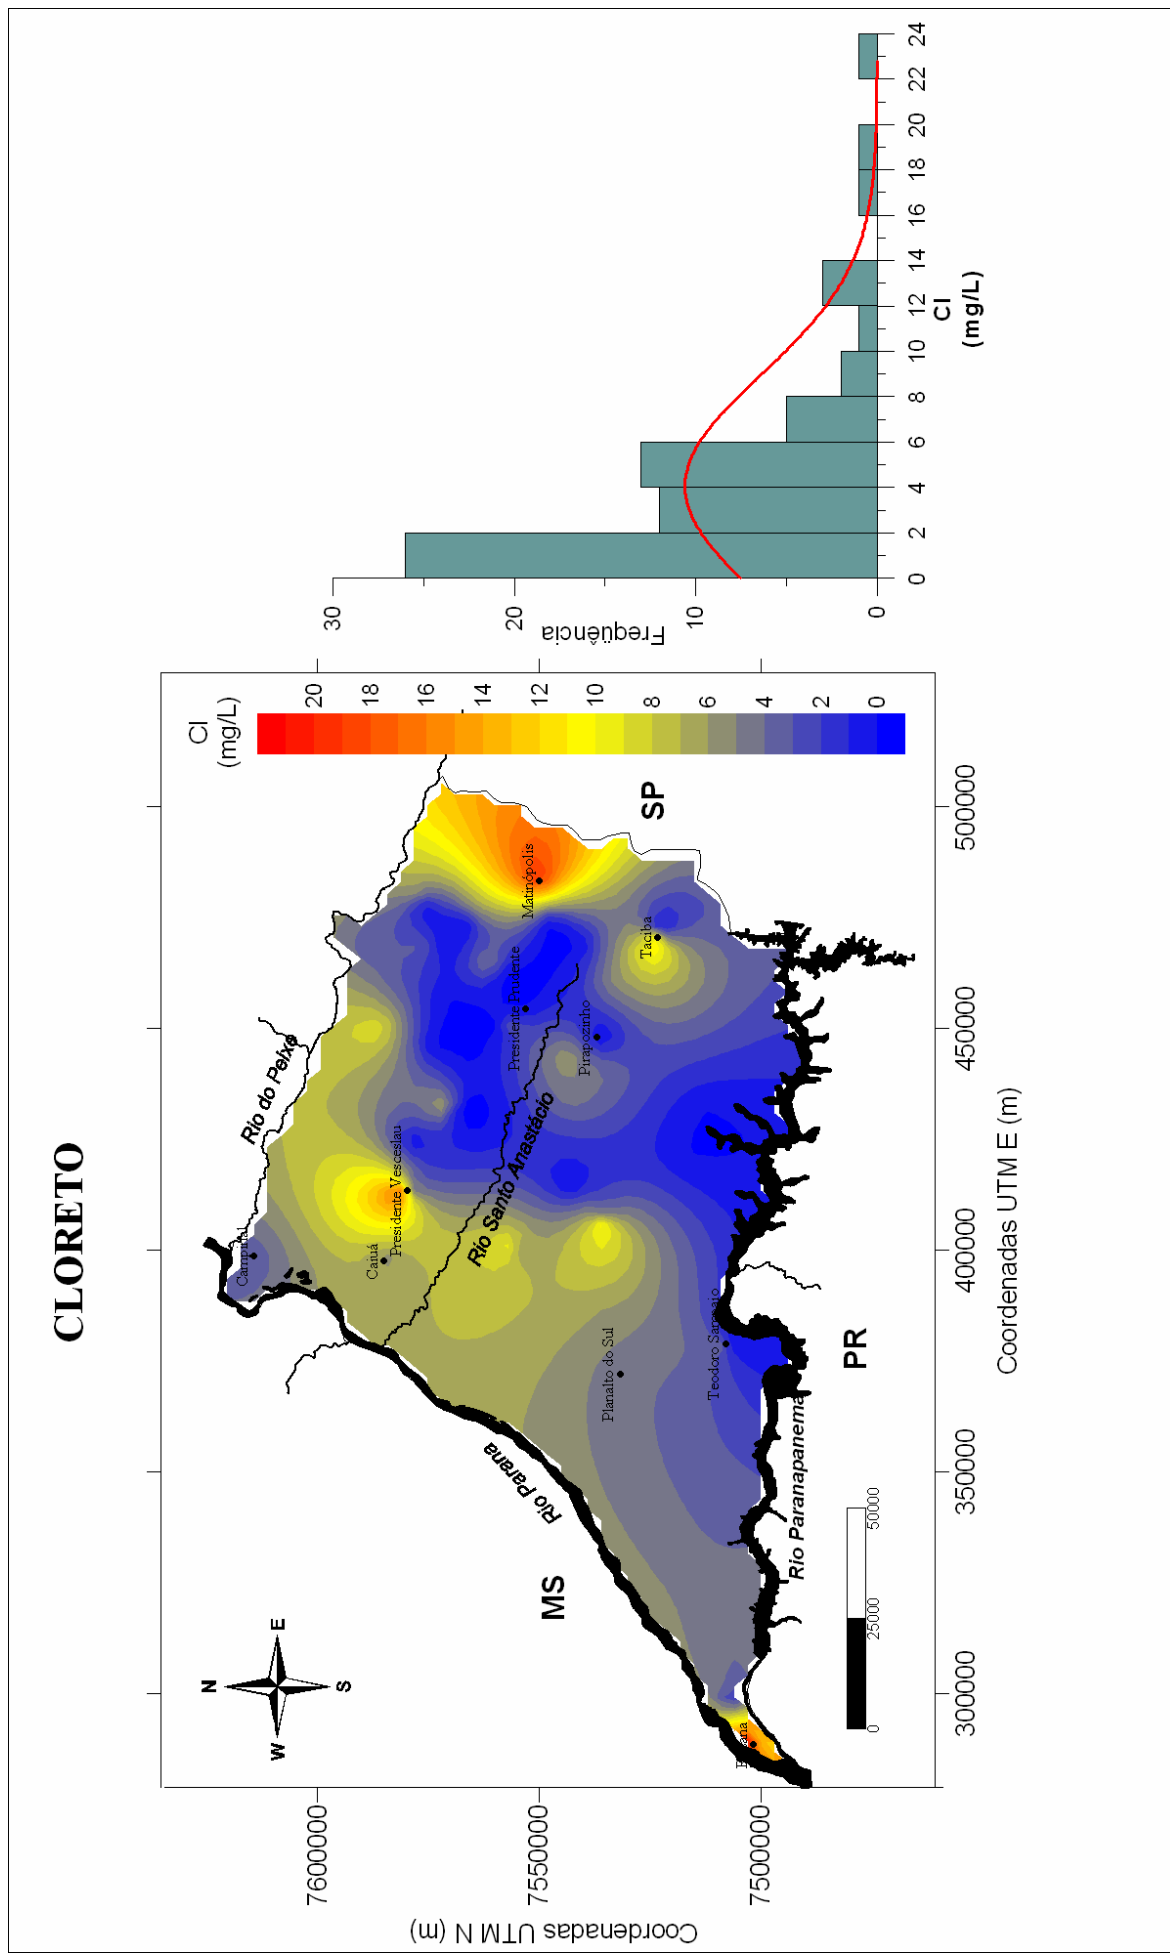 CLORETO
N
W
E
S
Cl
(mg/L)
20
18
16
14
12
10
8
6
4
2
0
7600000
7550000
7500000
Coordenadas UTM N (m)
300000
350000
400000
450000
500000
Coordenadas UTM E (m)
MS
PR
SP
Rio Paraná
Rio do Peixe
Rio Santo Anastácio
Rio Paranapanema
Campinal
Caiuá
Presidente Vesceslau
Presidente Prudente
Matinópolis
Pirapozinho
Taciba
Planalto do Sul
Teodoro Sampaio
0
25000
50000
Freqüência
30
20
10
0
0
2
4
6
8
10
12
14
16
18
20
22
24
Cl
(mg/L)